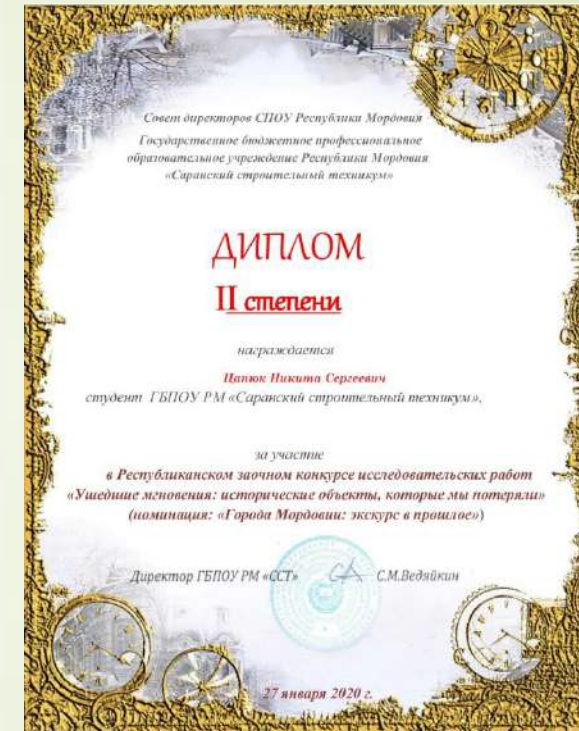 Совет директоров СПОУ Республики Мордовия
Государственное бюджетное профессиональное
образовательное учреждение Республики Мордовия
«Саранский строительный техникум»
ДИПЛОМ
II степени
награждается
Цапюк Никита Сергеевич
студент ГБПОУ РМ «Саранский строительный техникум»,
за участие
в Республиканском заочном конкурсе исследовательских работ
«Ушедшие мгновения: исторические объекты, которые мы потеряли»
(номинация: «Города Мордовии: экскурс в прошлое»)
Директор ГБПОУ РМ «ССТ» С.М.Ведяйкин
27 января 2020 г.